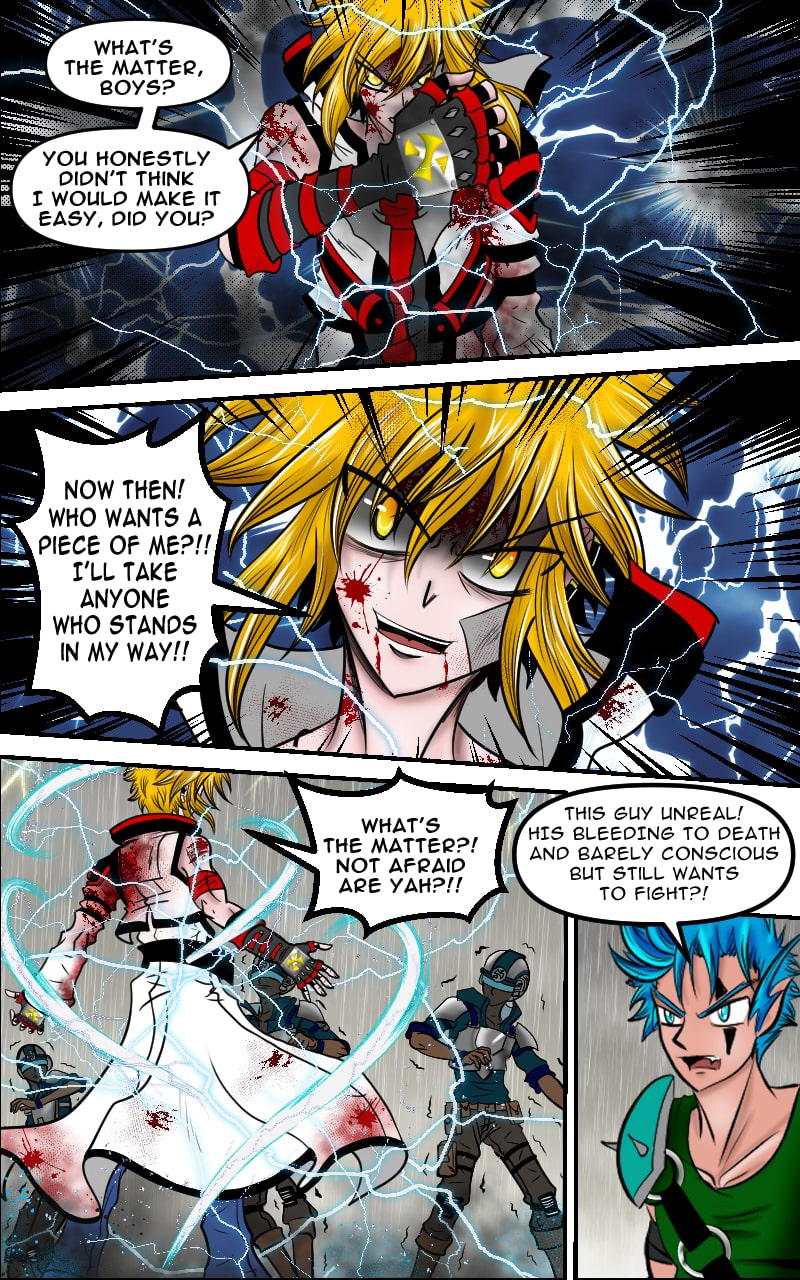 WHAT'S
THE MATTER,
BOYS?
YOU HONESTLY
DIDN'T THINK
I WOULD MAKE IT
EASY, DID YOU?
NOW THEN!
WHO WANTS A
PIECE OF ME?!!
I'LL TAKE
ANYONE
WHO STANDS
IN MY WAY!!
WHAT'S
THE MATTER?!
NOT AFRAID
ARE YAH?!!
THIS GUY UNREAL!
HIS BLEEDING TO DEATH
AND BARELY CONSCIOUS
BUT STILL WANTS
TO FIGHT?!